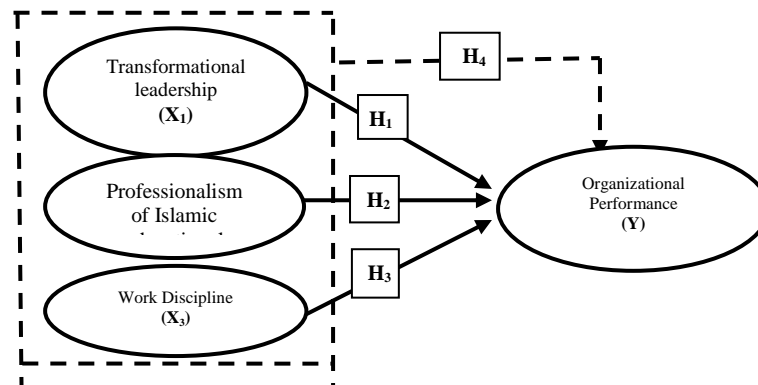 Transformational
leadership
(X₁)
Professionalism
of Islamic
Work Discipline
(X₃)
H₁
H₂
H₃
H₄
Organizational
Performance
(Y)